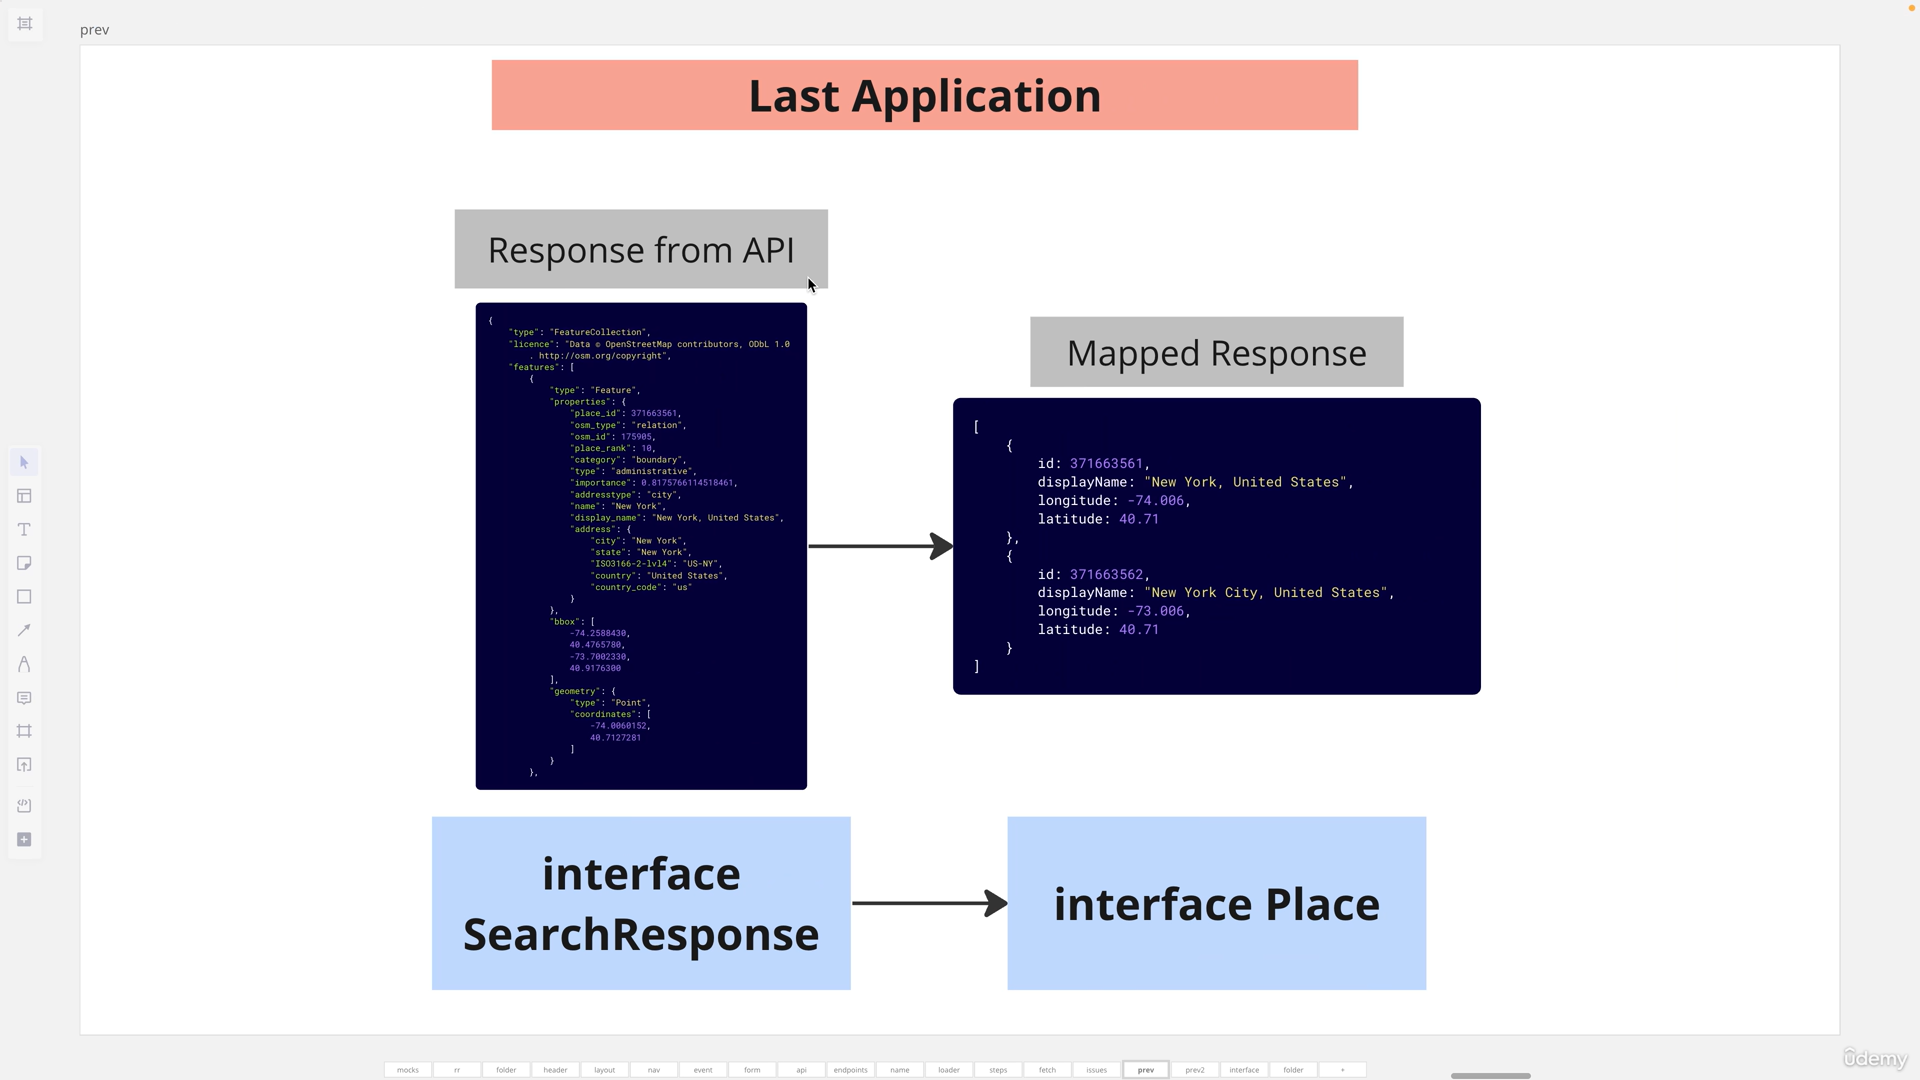 prev
Last Application
Response from API
{
"type": "FeatureCollection",
"licence": "Data © OpenStreetMap contributors, ODbL 1.0
. http://osm.org/copyright",
"features": [
{
"type": "Feature",
"properties": {
"place_id": 371663561,
"osm_type": "relation",
"osm_id": 175905,
"place_rank": 10,
"category": "boundary",
"type": "administrative",
"importance": 0.8175766114518461,
"addresstype": "city",
"name": "New York",
"display_name": "New York, United States",
"address": {
"city": "New York",
"state": "New York",
"ISO3166-2-lvl4": "US-NY",
"country": "United States",
"country_code": "us"
}
},
"bbox": [
-74.2588430,
40.4765780,
-73.7002330,
40.9176300
],
"geometry": {
"type": "Point",
"coordinates": [
-74.0060152,
40.7127281
]
}
},
Mapped Response
[
{
id: 371663561,
displayName: "New York, United States",
longitude: -74.006,
latitude: 40.71
},
{
id: 371663562,
displayName: "New York City, United States",
longitude: -73.006,
latitude: 40.71
}
]
interface
SearchResponse
interface Place
mocks rr folder header layout nav event form api endpoints name loader steps fetch issues prev prev2 interface folder +
ûdemy